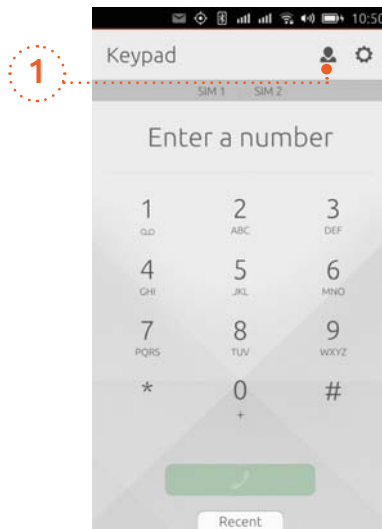 10:50
Keypad
1
SIM 1 SIM 2
Enter a number
1 2 3
ABC DEF
4 5 6
GHI JKL MNO
7 8 9
PQRS TUV WXYZ
* 0 #
+
Recent